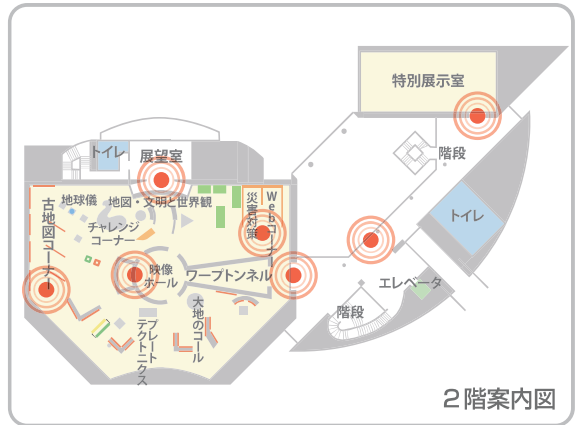 特別展示室
トイレ
展望室
階段
地球儀
地図・文明と世界観
古地図コーナー
災害対策
Webコーナー
チャレンジ
コーナー
トイレ
映像
ホール
ワープトンネル
エレベータ
大地のコール
階段
プレート
テクトニクス
２階案内図